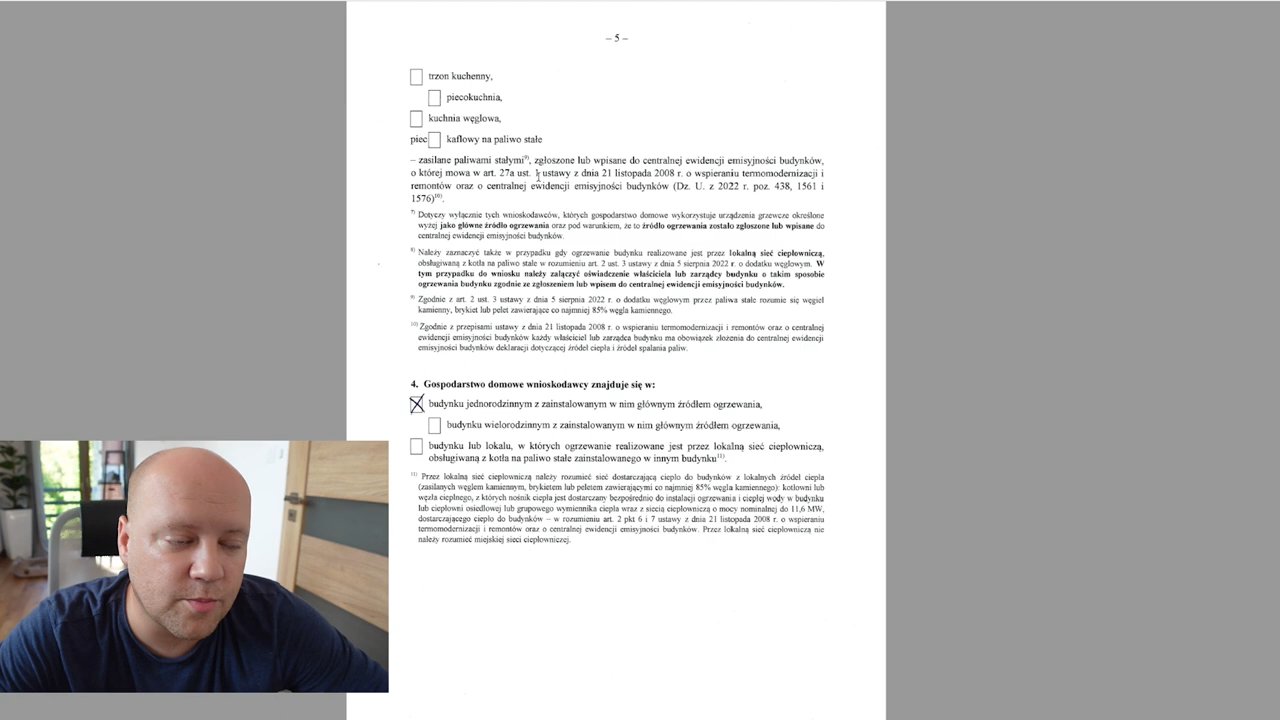 – 5 –
trzon kuchenny,
piecokuchnia,
kuchnia węglowa,
piec kaflowy na paliwo stałe
– zasilane paliwami stałymi⁹⁾, zgłoszone lub wpisane do centralnej ewidencji emisyjności budynków,
o której mowa w art. 27a ust. 1 ustawy z dnia 21 listopada 2008 r. o wspieraniu termomodernizacji i
remontów oraz o centralnej ewidencji emisyjności budynków (Dz. U. z 2022 r. poz. 438, 1561 i
1576)¹⁰⁾.
⁷⁾ Dotyczy wyłącznie tych wnioskodawców, których gospodarstwo domowe wykorzystuje urządzenia grzewcze określone
wyżej jako główne źródło ogrzewania oraz pod warunkiem, że to źródło ogrzewania zostało zgłoszone lub wpisane do
centralnej ewidencji emisyjności budynków.
⁸⁾ Należy zaznaczyć także w przypadku gdy ogrzewanie budynku realizowane jest przez lokalną sieć ciepłowniczą,
obsługiwaną z kotła na paliwo stałe w rozumieniu art. 2 ust. 3 ustawy z dnia 5 sierpnia 2022 r. o dodatku węglowym. W
tym przypadku do wniosku należy załączyć oświadczenie właściciela lub zarządcy budynku o takim sposobie
ogrzewania budynku zgodnie ze zgłoszeniem lub wpisem do centralnej ewidencji emisyjności budynków.
⁹⁾ Zgodnie z art. 2 ust. 3 ustawy z dnia 5 sierpnia 2022 r. o dodatku węglowym przez paliwa stałe rozumie się węgiel
kamienny, brykiet lub pelet zawierające co najmniej 85% węgla kamiennego.
¹⁰⁾ Zgodnie z przepisami ustawy z dnia 21 listopada 2008 r. o wspieraniu termomodernizacji i remontów oraz o centralnej
ewidencji emisyjności budynków każdy właściciel lub zarządca budynku ma obowiązek złożenia do centralnej ewidencji
emisyjności budynków deklaracji dotyczącej źródeł ciepła i źródeł spalania paliw.
4. Gospodarstwo domowe wnioskodawcy znajduje się w:
budynku jednorodzinnym z zainstalowanym w nim głównym źródłem ogrzewania,
budynku wielorodzinnym z zainstalowanym w nim głównym źródłem ogrzewania,
budynku lub lokalu, w których ogrzewanie realizowane jest przez lokalną sieć ciepłowniczą,
obsługiwaną z kotła na paliwo stałe zainstalowanego w innym budynku¹¹⁾.
¹¹⁾ Przez lokalną sieć ciepłowniczą należy rozumieć sieć dostarczającą ciepło do budynków z lokalnych źródeł ciepła
(zasilanych węglem kamiennym, brykietem lub peletem zawierającymi co najmniej 85% węgla kamiennego): kotłowni lub
węzła cieplnego, z których nośnik ciepła jest dostarczany bezpośrednio do instalacji ogrzewania i ciepłej wody w budynku
lub ciepłowni osiedlowej lub grupowego wymiennika ciepła wraz z siecią ciepłowniczą o mocy nominalnej do 11,6 MW,
dostarczającego ciepło do budynków – w rozumieniu art. 2 pkt 6 i 7 ustawy z dnia 21 listopada 2008 r. o wspieraniu
termomodernizacji i remontów oraz o centralnej ewidencji emisyjności budynków. Przez lokalną sieć ciepłowniczą nie
należy rozumieć miejskiej sieci ciepłowniczej.